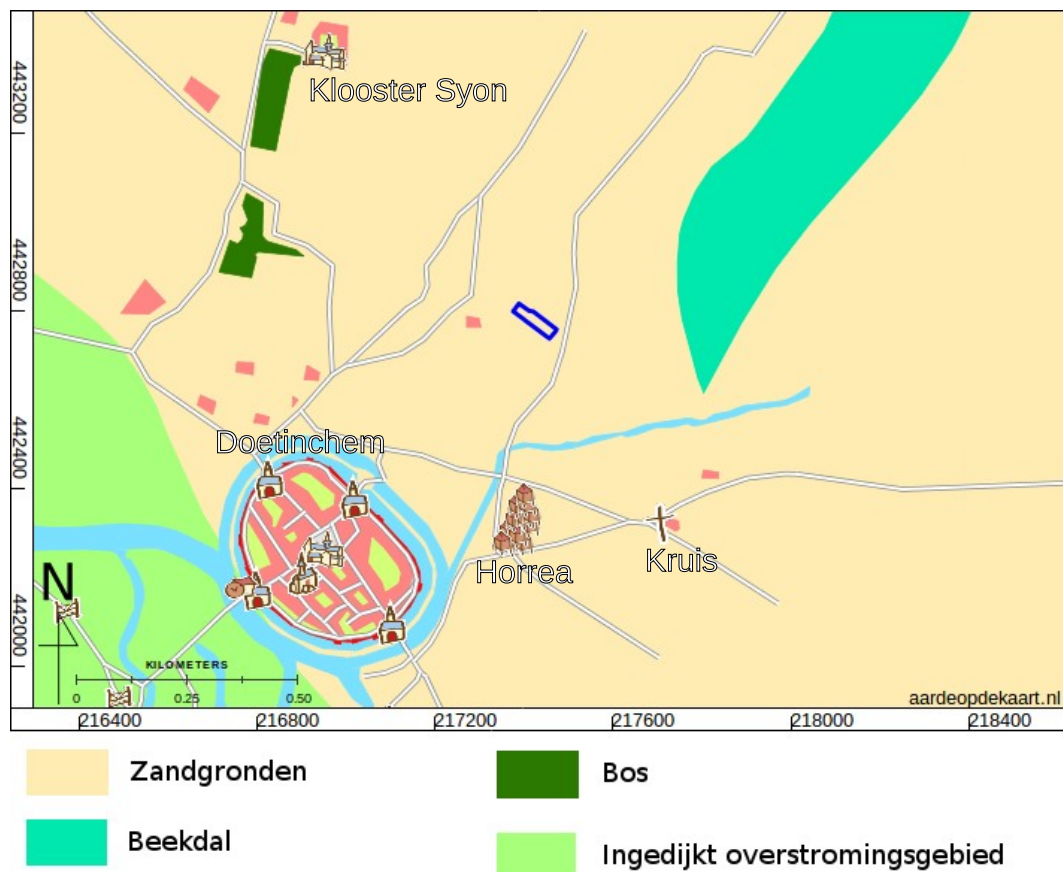 Klooster Syon
443200
442800
442400
442000
Doetinchem
Horrea
Kruis
N
KILOMETERS
0 0.25 0.50
aardeopdekaart.nl
216400 216800 217200 217600 218000 218400
Zandgronden
Bos
Beekdal
Ingedijkt overstromingsgebied